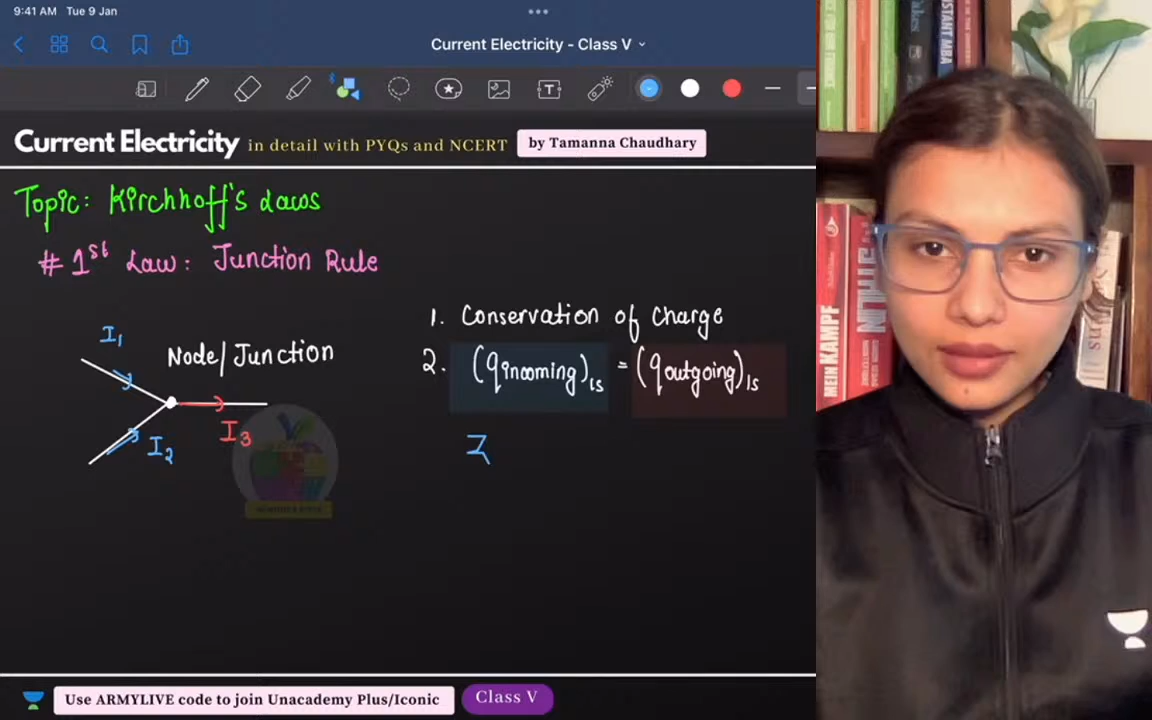 9:41 AM Tue 9 Jan
Current Electricity - Class V
Current Electricity in detail with PYQs and NCERT by Tamanna Chaudhary
Topic: Kirchhoff's Laws
# 1st Law: Junction Rule
1. Conservation of charge
I1
Node/Junction
2. (qincoming)1s = (qoutgoing)1s
I3
I2
MEIN KAMPF
Use ARMYLIVE code to join Unacademy Plus/Iconic
Class V